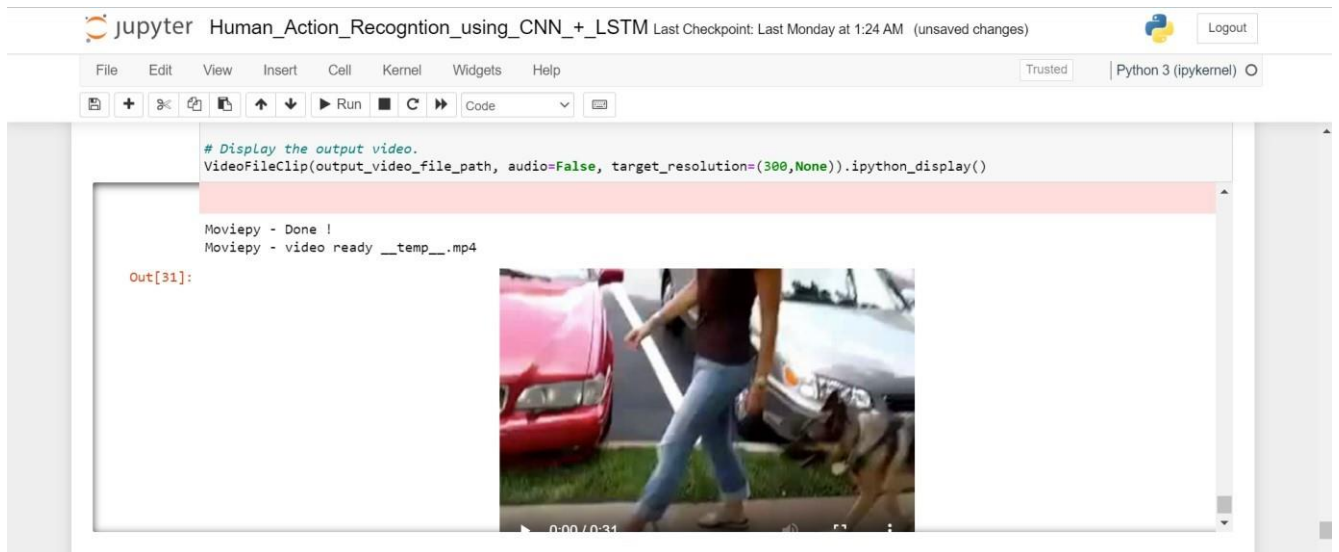 jupyter Human_Action_Recogntion_using_CNN_+_LSTM Last Checkpoint: Last Monday at 1:24 AM (unsaved changes) Logout
File Edit View Insert Cell Kernel Widgets Help Trusted Python 3 (ipykernel)
Run Code
# Display the output video.
VideoFileClip(output_video_file_path, audio=False, target_resolution=(300,None)).ipython_display()
Moviepy - Done !
Moviepy - video ready __temp__.mp4
Out[31]:
0:00 / 0:31